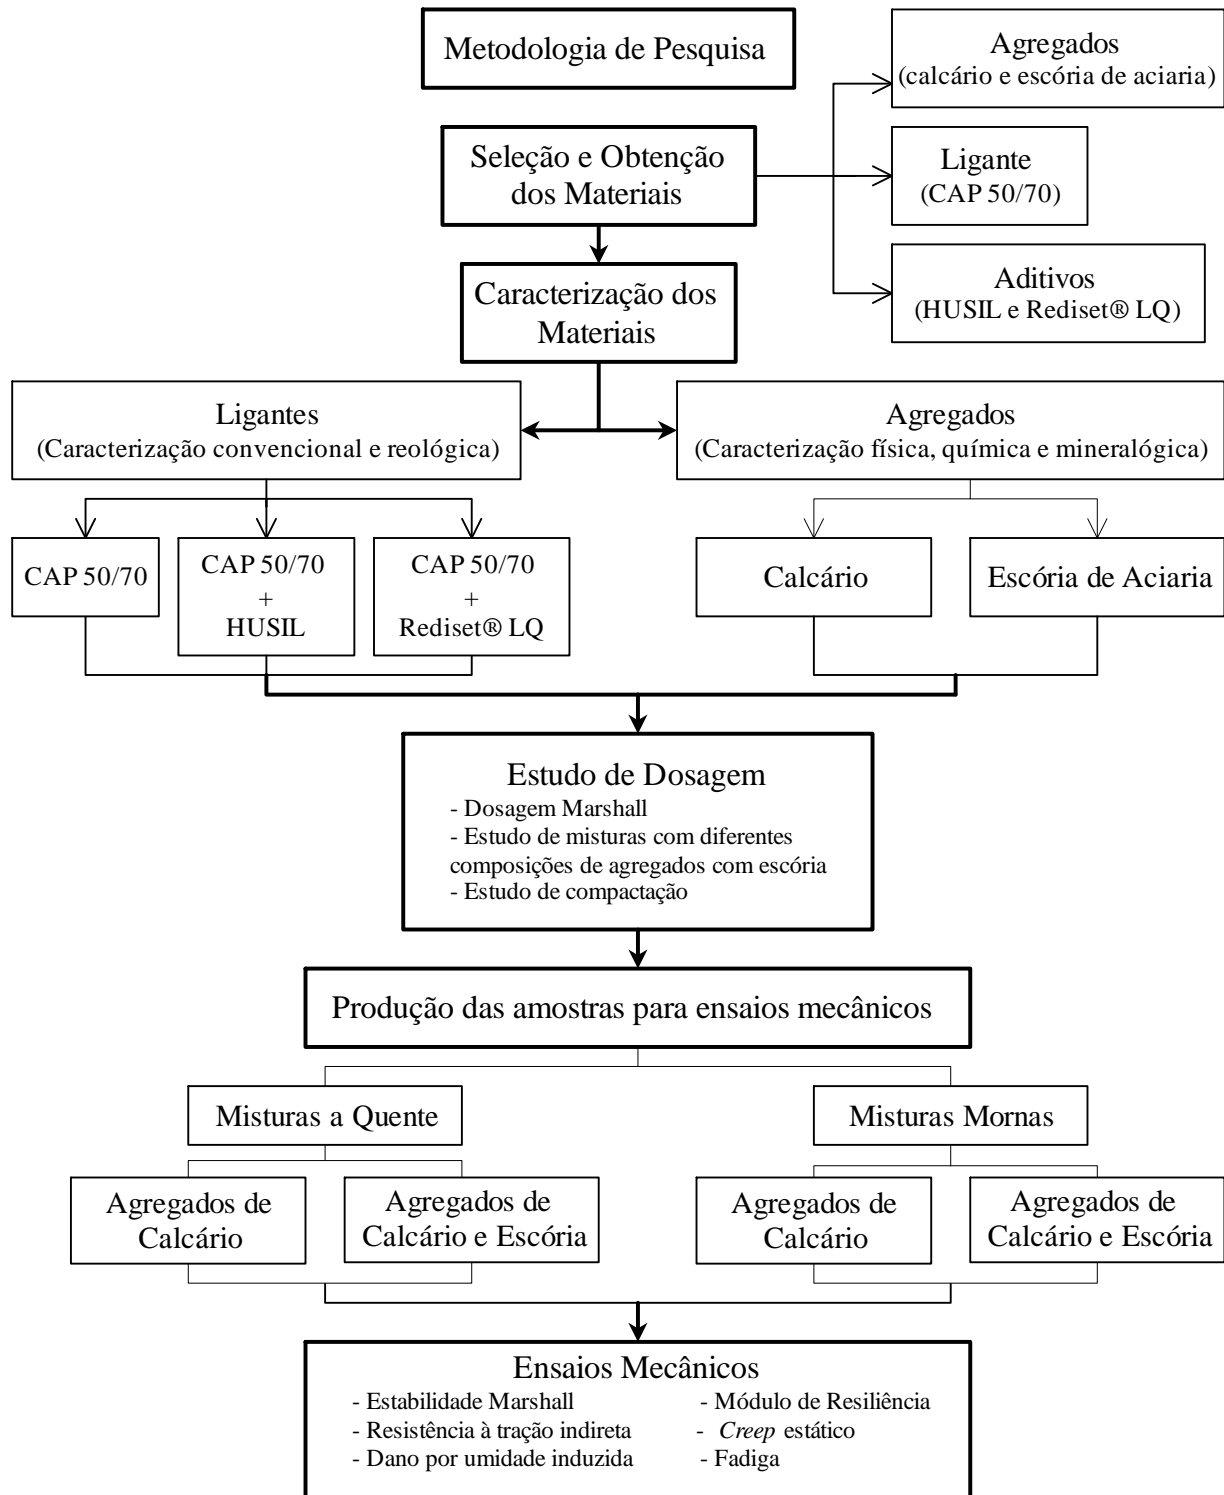 Metodologia de Pesquisa
Agregados
(calcário e escória de aciaria)
Seleção e Obtenção
dos Materiais
Ligante
(CAP 50/70)
Aditivos
(HUSIL e Rediset® LQ)
Caracterização dos
Materiais
Ligantes
(Caracterização convencional e reológica)
Agregados
(Caracterização física, química e mineralógica)
CAP 50/70
CAP 50/70
+
HUSIL
CAP 50/70
+
Rediset® LQ
Calcário
Escória de Aciaria
Estudo de Dosagem
- Dosagem Marshall
- Estudo de misturas com diferentes
composições de agregados com escória
- Estudo de compactação
Produção das amostras para ensaios mecânicos
Misturas a Quente
Misturas Mornas
Agregados de
Calcário
Agregados de
Calcário e Escória
Agregados de
Calcário
Agregados de
Calcário e Escória
Ensaios Mecânicos
- Estabilidade Marshall
- Resistência à tração indireta
- Dano por umidade induzida
- Módulo de Resiliência
- Creep estático
- Fadiga